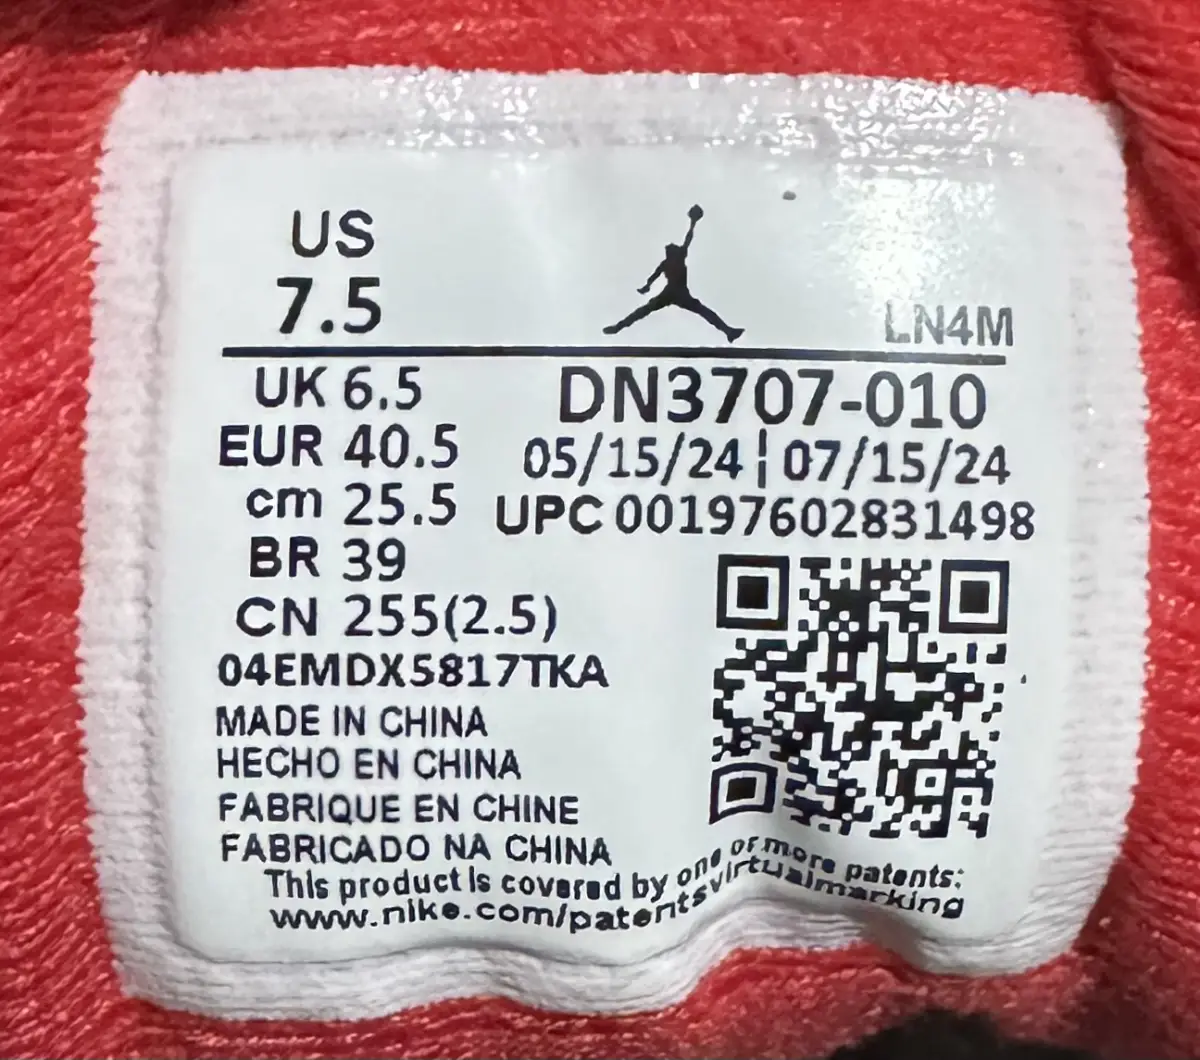 US
7.5
LN4M
UK 6.5
EUR 40.5
cm 25.5
BR 39
CN 255(2.5)
DN3707-010
05/15/24 ¦ 07/15/24
UPC 001976028 31498
04EMDX5817TKA
MADE IN CHINA
HECHO EN CHINA
FABRIQUE EN CHINE
FABRICADO NA CHINA
This product is covered by one or more patents:
www.nike.com/patentsvirtualmarking